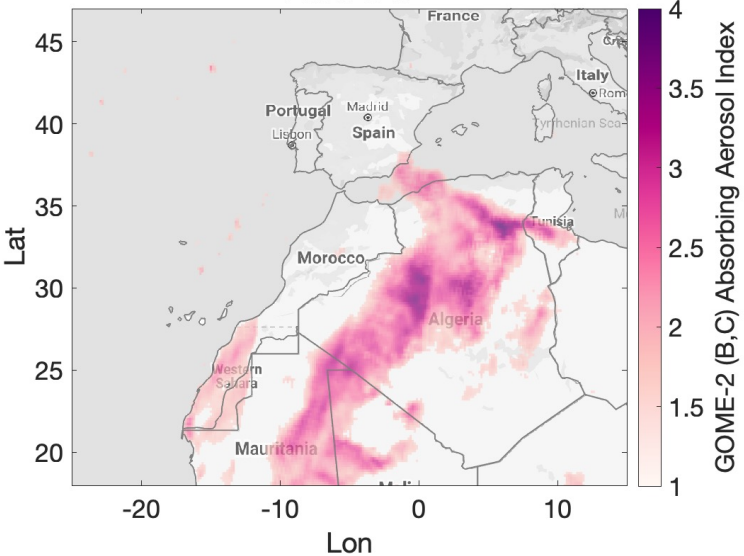 France
45
Italy
Rom
Portugal
Madrid
40
Lisbon
Spain
Tyrrhenian Sea
35
Tunisia
Morocco
30
Algeria
25
Western
Sahara
20
Mauritania
-20
-10
0
10
Lon
Lat
4
3.5
3
2.5
2
1.5
1
GOME-2 (B,C) Absorbing Aerosol Index